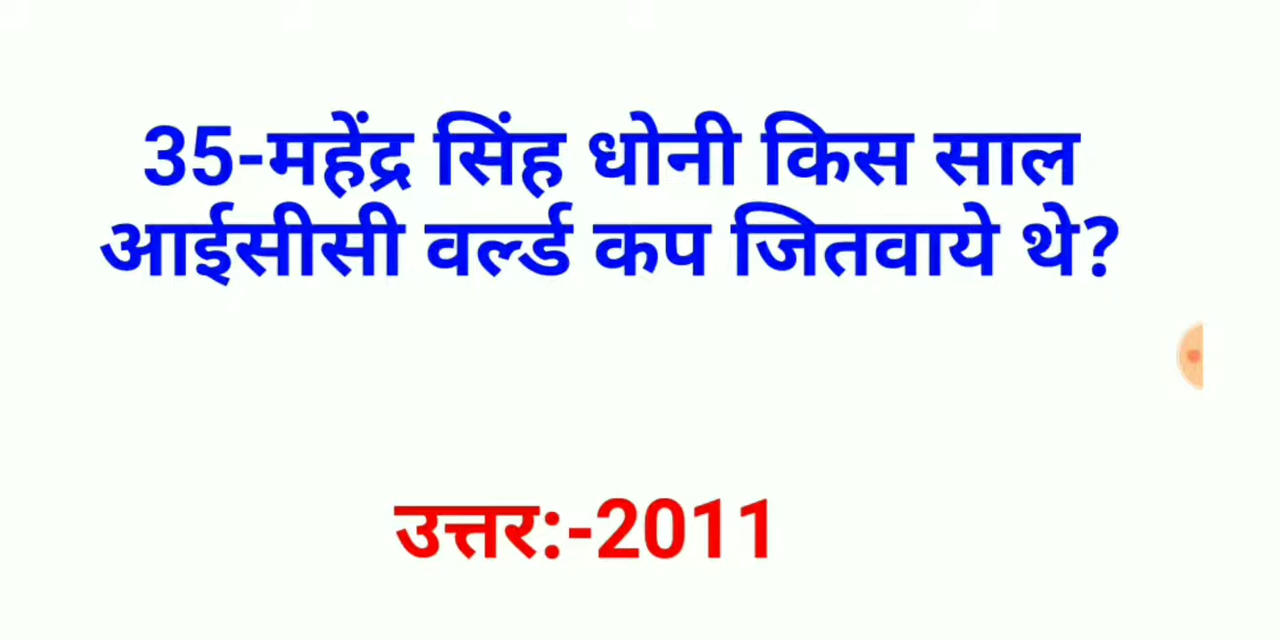 35-महेंद्र सिंह धोनी किस साल
आईसीसी वर्ल्ड कप जितवाये थे?
उत्तर:-2011